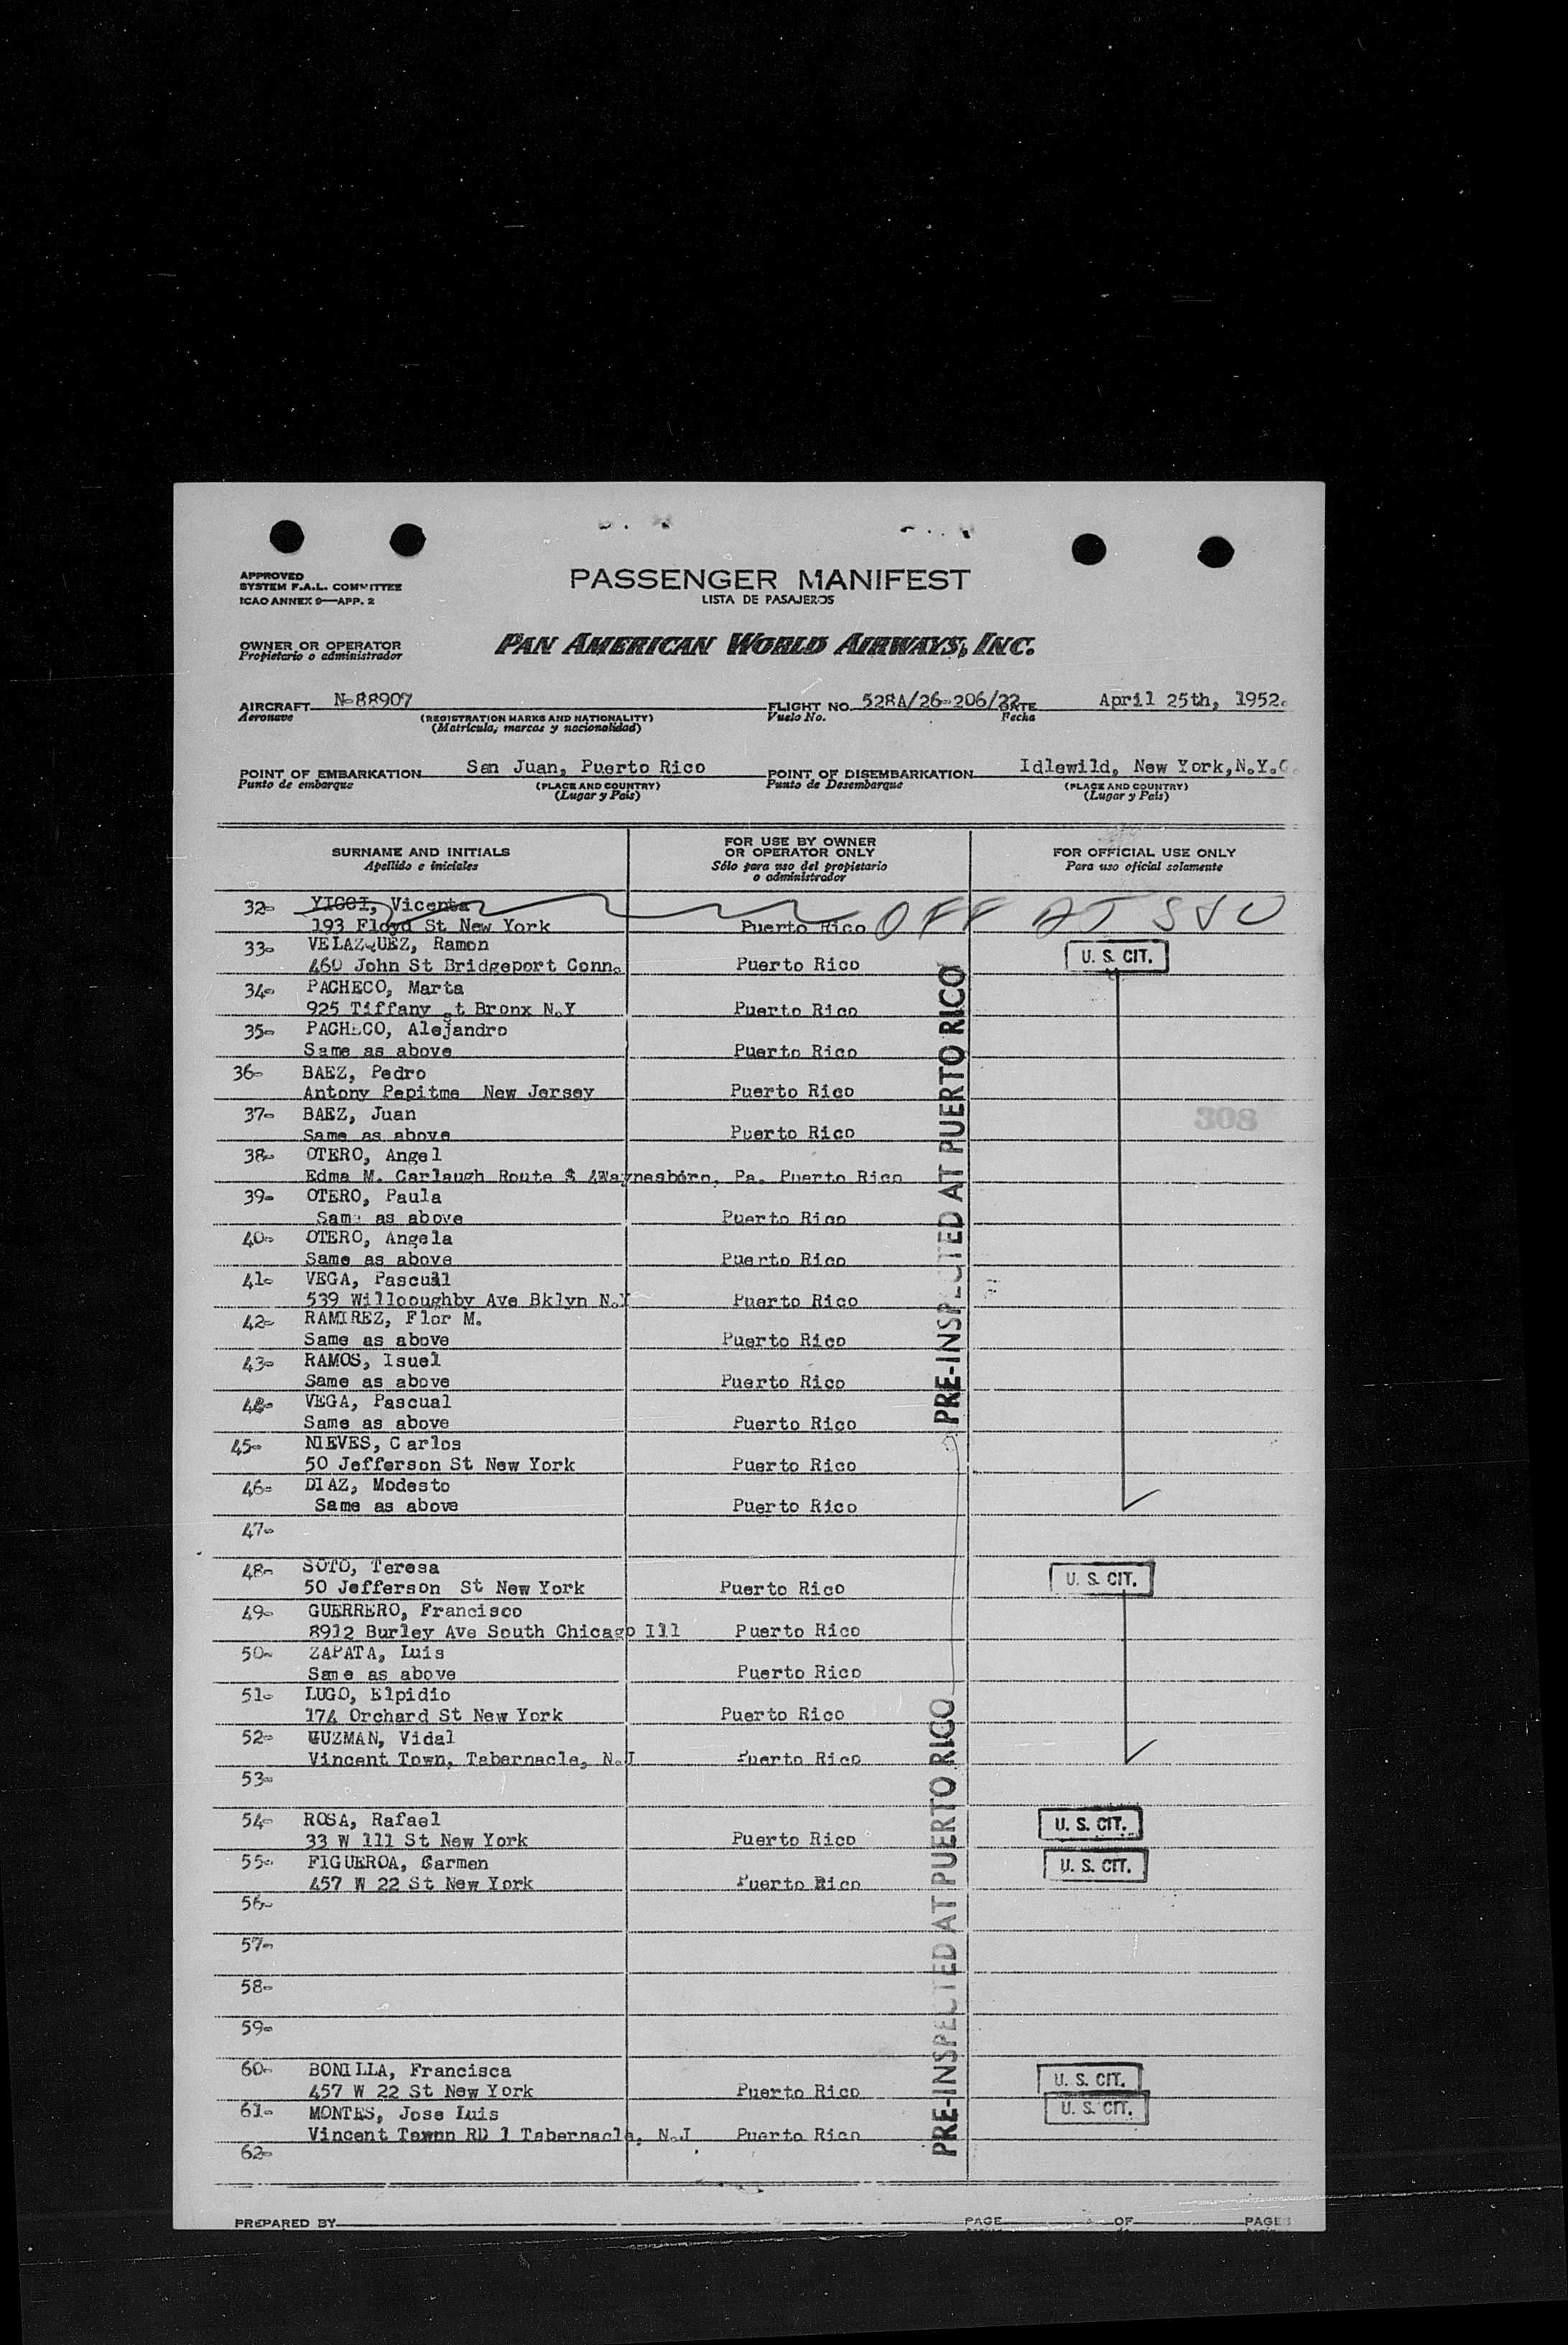 APPROVED
SYSTEM F.A.L. COMMITTEE
ICAO ANNEX 9—APP. 2
PASSENGER MANIFEST
LISTA DE PASAJEROS
OWNER OR OPERATOR
Propietario o administrador
PAN AMERICAN WORLD AIRWAYS, INC.
AIRCRAFT N-88907
Aeronave
(REGISTRATION MARKS AND NATIONALITY)
(Matrícula, marcas y nacionalidad)
FLIGHT NO. 528A/26-206/22 DATE April 25th, 1952.
Vuelo No. Fecha
POINT OF EMBARKATION San Juan, Puerto Rico
Punto de embarque
(PLACE AND COUNTRY)
(Lugar y País)
POINT OF DISEMBARKATION Idlewild, New York, N.Y.C.
Punto de Desembarque
(PLACE AND COUNTRY)
(Lugar y País)
SURNAME AND INITIALS
Apellido e iniciales
FOR USE BY OWNER
OR OPERATOR ONLY
Sólo para uso del propietario
o administrador
FOR OFFICIAL USE ONLY
Para uso oficial solamente
32- Vicenta
193 Floyd St New York Puerto Rico OFF AT SJU
33- VELAZQUEZ, Ramon U. S. CIT.
460 John St Bridgeport Conn. Puerto Rico
34- PACHECO, Marta
925 Tiffany St Bronx N.Y Puerto Rico
35- PACHECO, Alejandro
Same as above Puerto Rico
36- BAEZ, Pedro
Antony Pepitme New Jersey Puerto Rico
37- BAEZ, Juan 308
Same as above Puerto Rico
38- OTERO, Angel
Edma M. Carlaugh Route $ 4Waynesboro, Pa. Puerto Rico
39- OTERO, Paula
Same as above Puerto Rico
40- OTERO, Angela
Same as above Puerto Rico
41- VEGA, Pascual
539 Willooughby Ave Bklyn N.Y Puerto Rico
42- RAMIREZ, Flor M.
Same as above Puerto Rico
43- RAMOS, Isuel
Same as above Puerto Rico
44- VEGA, Pascual
Same as above Puerto Rico
45- NIEVES, Carlos
50 Jefferson St New York Puerto Rico
46- DIAZ, Modesto
Same as above Puerto Rico
47-
48- SOTO, Teresa U. S. CIT.
50 Jefferson St New York Puerto Rico
49- GUERRERO, Francisco
8912 Burley Ave South Chicago Ill Puerto Rico
50- ZAPATA, Luis
Same as above Puerto Rico
51- LUGO, Elpidio
174 Orchard St New York Puerto Rico
52- GUZMAN, Vidal
Vincent Town, Tabernacle, N.J Puerto Rico
53-
54- ROSA, Rafael U. S. CIT.
33 W 111 St New York Puerto Rico
55- FIGUEROA, Carmen U. S. CIT.
457 W 22 St New York Puerto Rico
56-
57-
58-
59-
60- BONILLA, Francisca U. S. CIT.
457 W 22 St New York Puerto Rico
61- MONTES, Jose Luis U. S. CIT.
Vincent Townn RD 1 Tabernacle, N.J Puerto Rico
62-
PRE-INSPECTED AT PUERTO RICO
PRE-INSPECTED AT PUERTO RICO
PREPARED BY PAGE OF PAGES